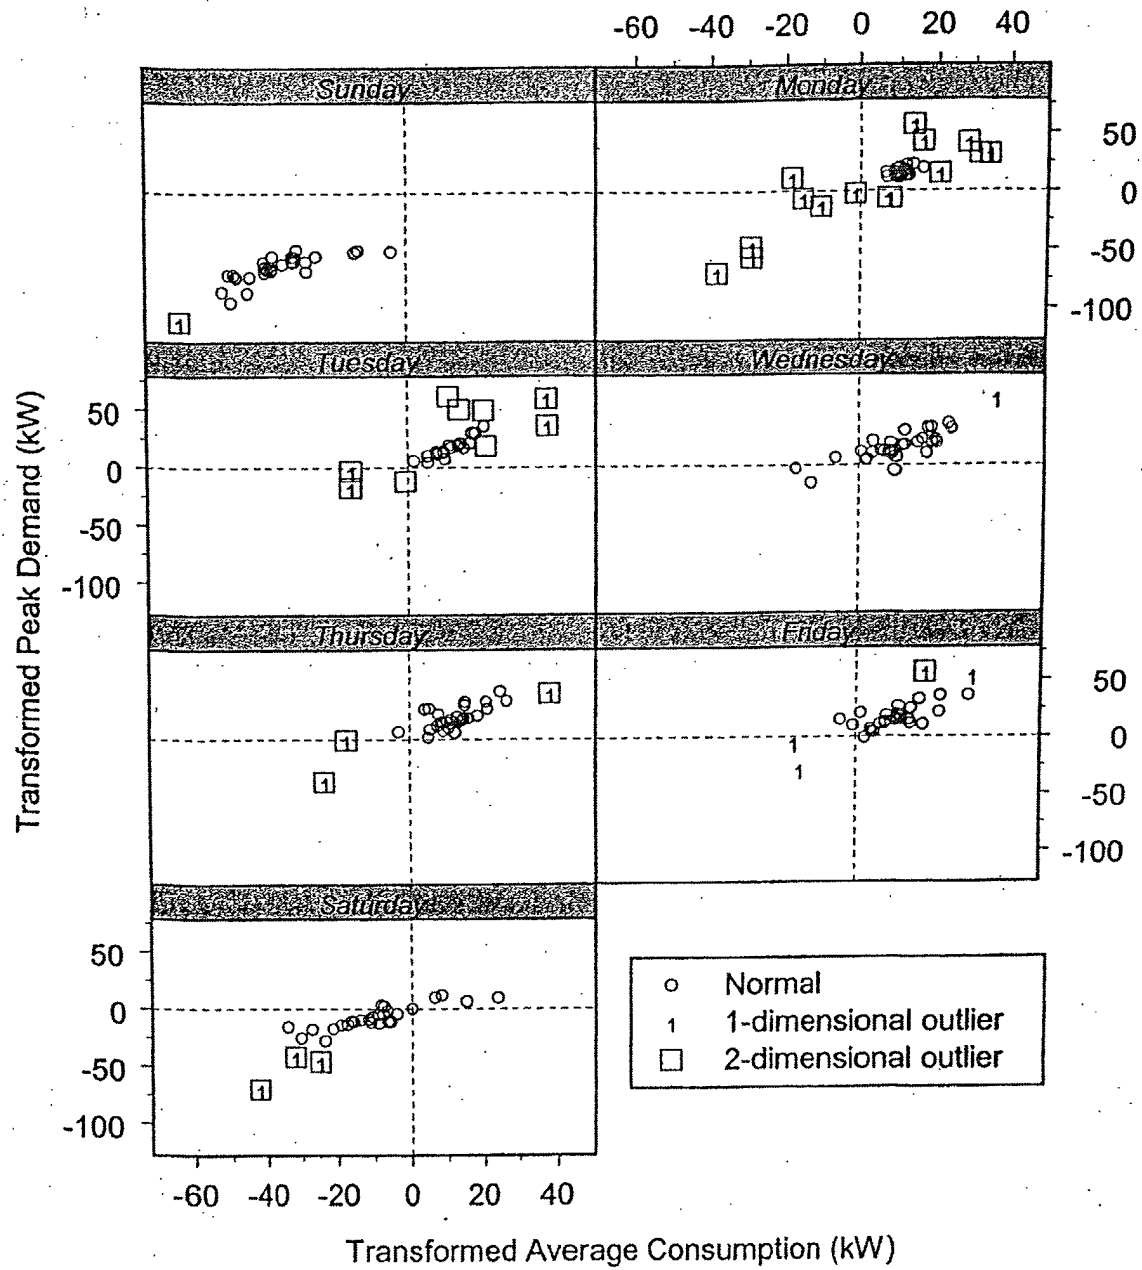 -60 -40 -20 0 20 40
Sunday Monday
50
0
-50
-100
Tuesday Wednesday
50
0
-50
-100
Thursday Friday
50
0
-50
-100
Saturday
50
0
-50
-100
-60 -40 -20 0 20 40
Transformed Peak Demand (kW)
Transformed Average Consumption (kW)
Normal
1 1-dimensional outlier
2-dimensional outlier